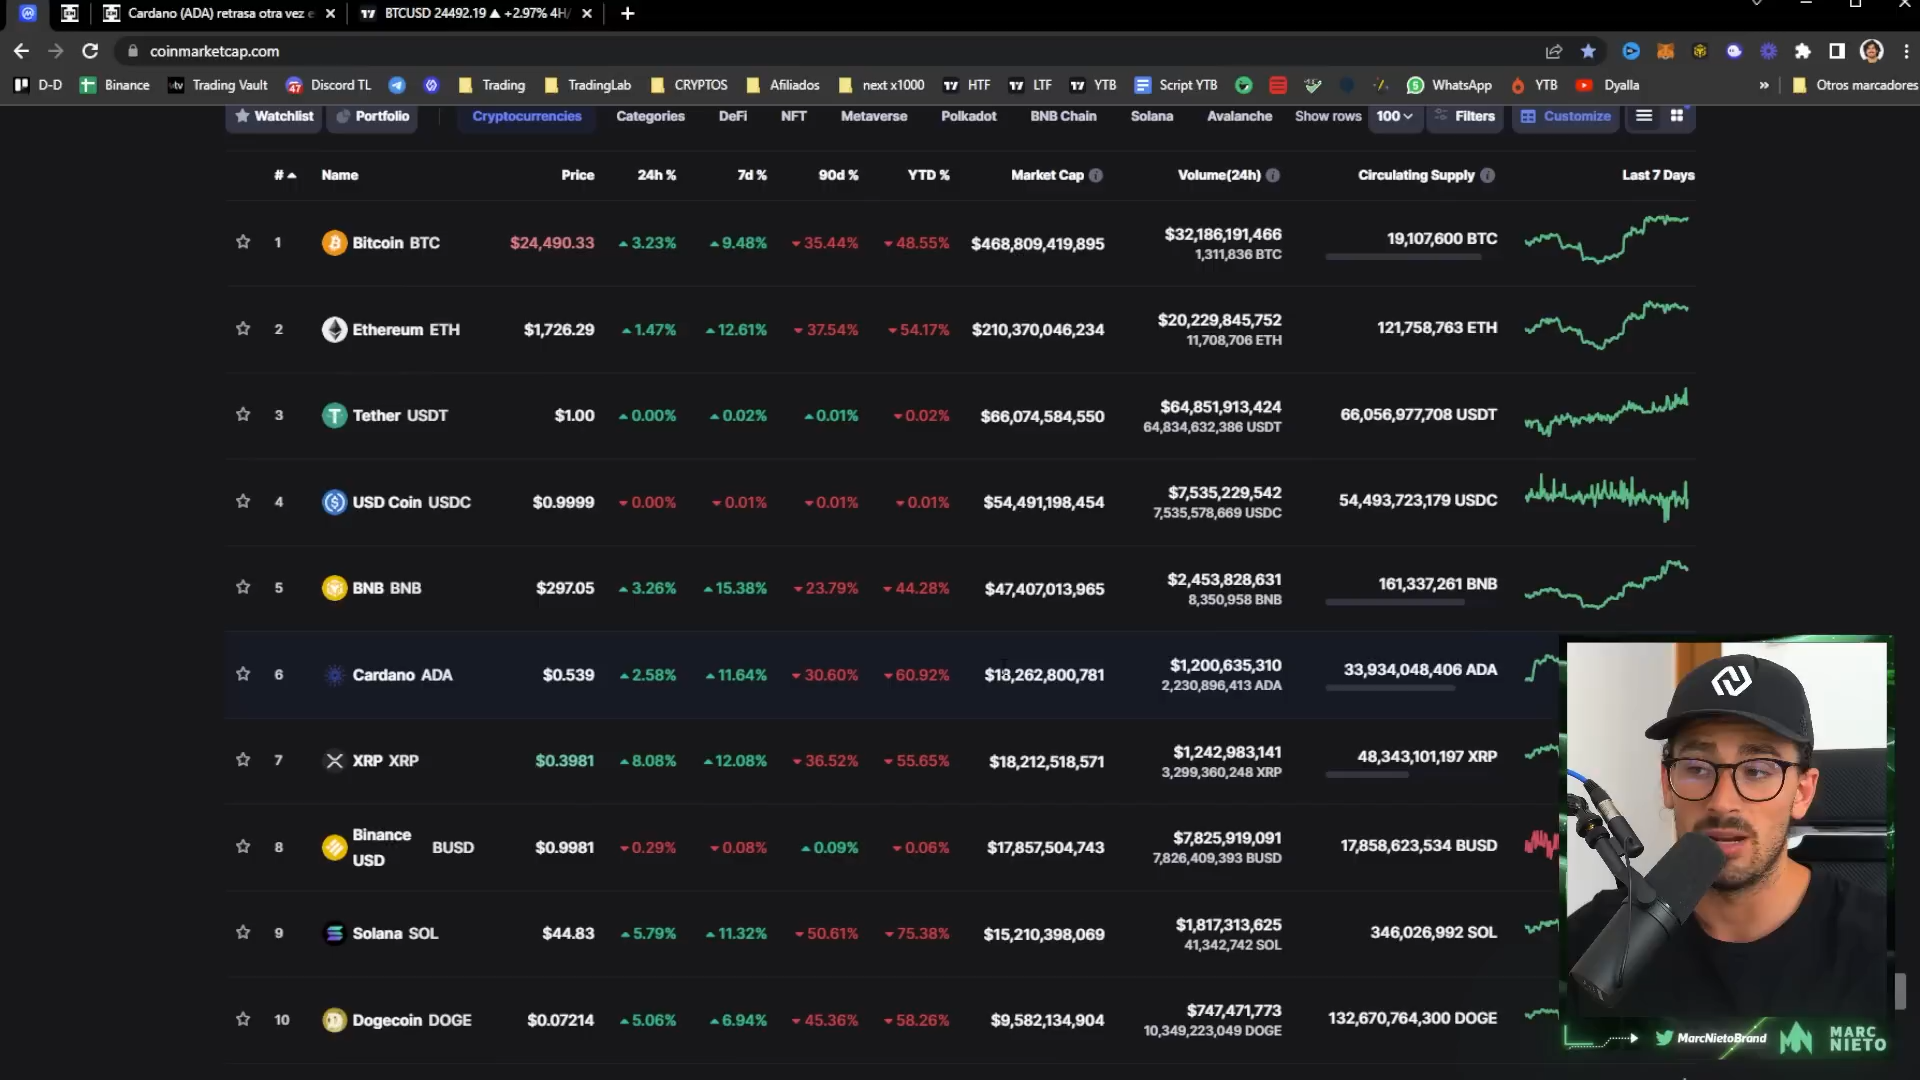 Cardano (ADA) retrasa otra vez e
BTCUSD 24492.19 ▲ +2.97% 4H/
coinmarketcap.com
D-D Binance Trading Vault Discord TL Trading TradingLab CRYPTOS Afiliados next x1000 HTF LTF YTB Script YTB WhatsApp YTB Dyalla » Otros marcadores
Watchlist Portfolio Cryptocurrencies Categories DeFi NFT Metaverse Polkadot BNB Chain Solana Avalanche Show rows 100 Filters Customize
# Name Price 24h % 7d % 90d % YTD % Market Cap Volume(24h) Circulating Supply Last 7 Days
1 Bitcoin BTC $24,490.33 3.23% 9.48% 35.44% 48.55% $468,809,419,895 $32,186,191,466 19,107,600 BTC
1,311,836 BTC
2 Ethereum ETH $1,726.29 1.47% 12.61% 37.54% 54.17% $210,370,046,234 $20,229,845,752 121,758,763 ETH
11,708,706 ETH
3 Tether USDT $1.00 0.00% 0.02% 0.01% 0.02% $66,074,584,550 $64,851,913,424 66,056,977,708 USDT
64,834,632,386 USDT
4 USD Coin USDC $0.9999 0.00% 0.01% 0.01% 0.01% $54,491,198,454 $7,535,229,542 54,493,723,179 USDC
7,535,578,669 USDC
5 BNB BNB $297.05 3.26% 15.38% 23.79% 44.28% $47,407,013,965 $2,453,828,631 161,337,261 BNB
8,350,958 BNB
6 Cardano ADA $0.539 2.58% 11.64% 30.60% 60.92% $18,262,800,781 $1,200,635,310 33,934,048,406 ADA
2,230,896,413 ADA
7 XRP XRP $0.3981 8.08% 12.08% 36.52% 55.65% $18,212,518,571 $1,242,983,141 48,343,101,197 XRP
3,299,360,248 XRP
8 Binance USD BUSD $0.9981 0.29% 0.08% 0.09% 0.06% $17,857,504,743 $7,825,919,091 17,858,623,534 BUSD
7,826,409,393 BUSD
9 Solana SOL $44.83 5.79% 11.32% 50.61% 75.38% $15,210,398,069 $1,817,313,625 346,026,992 SOL
41,342,742 SOL
10 Dogecoin DOGE $0.07214 5.06% 6.94% 45.36% 58.26% $9,582,134,904 $747,471,773 132,670,764,300 DOGE
10,349,223,049 DOGE
MarcNietoBrand
MARC
NIETO